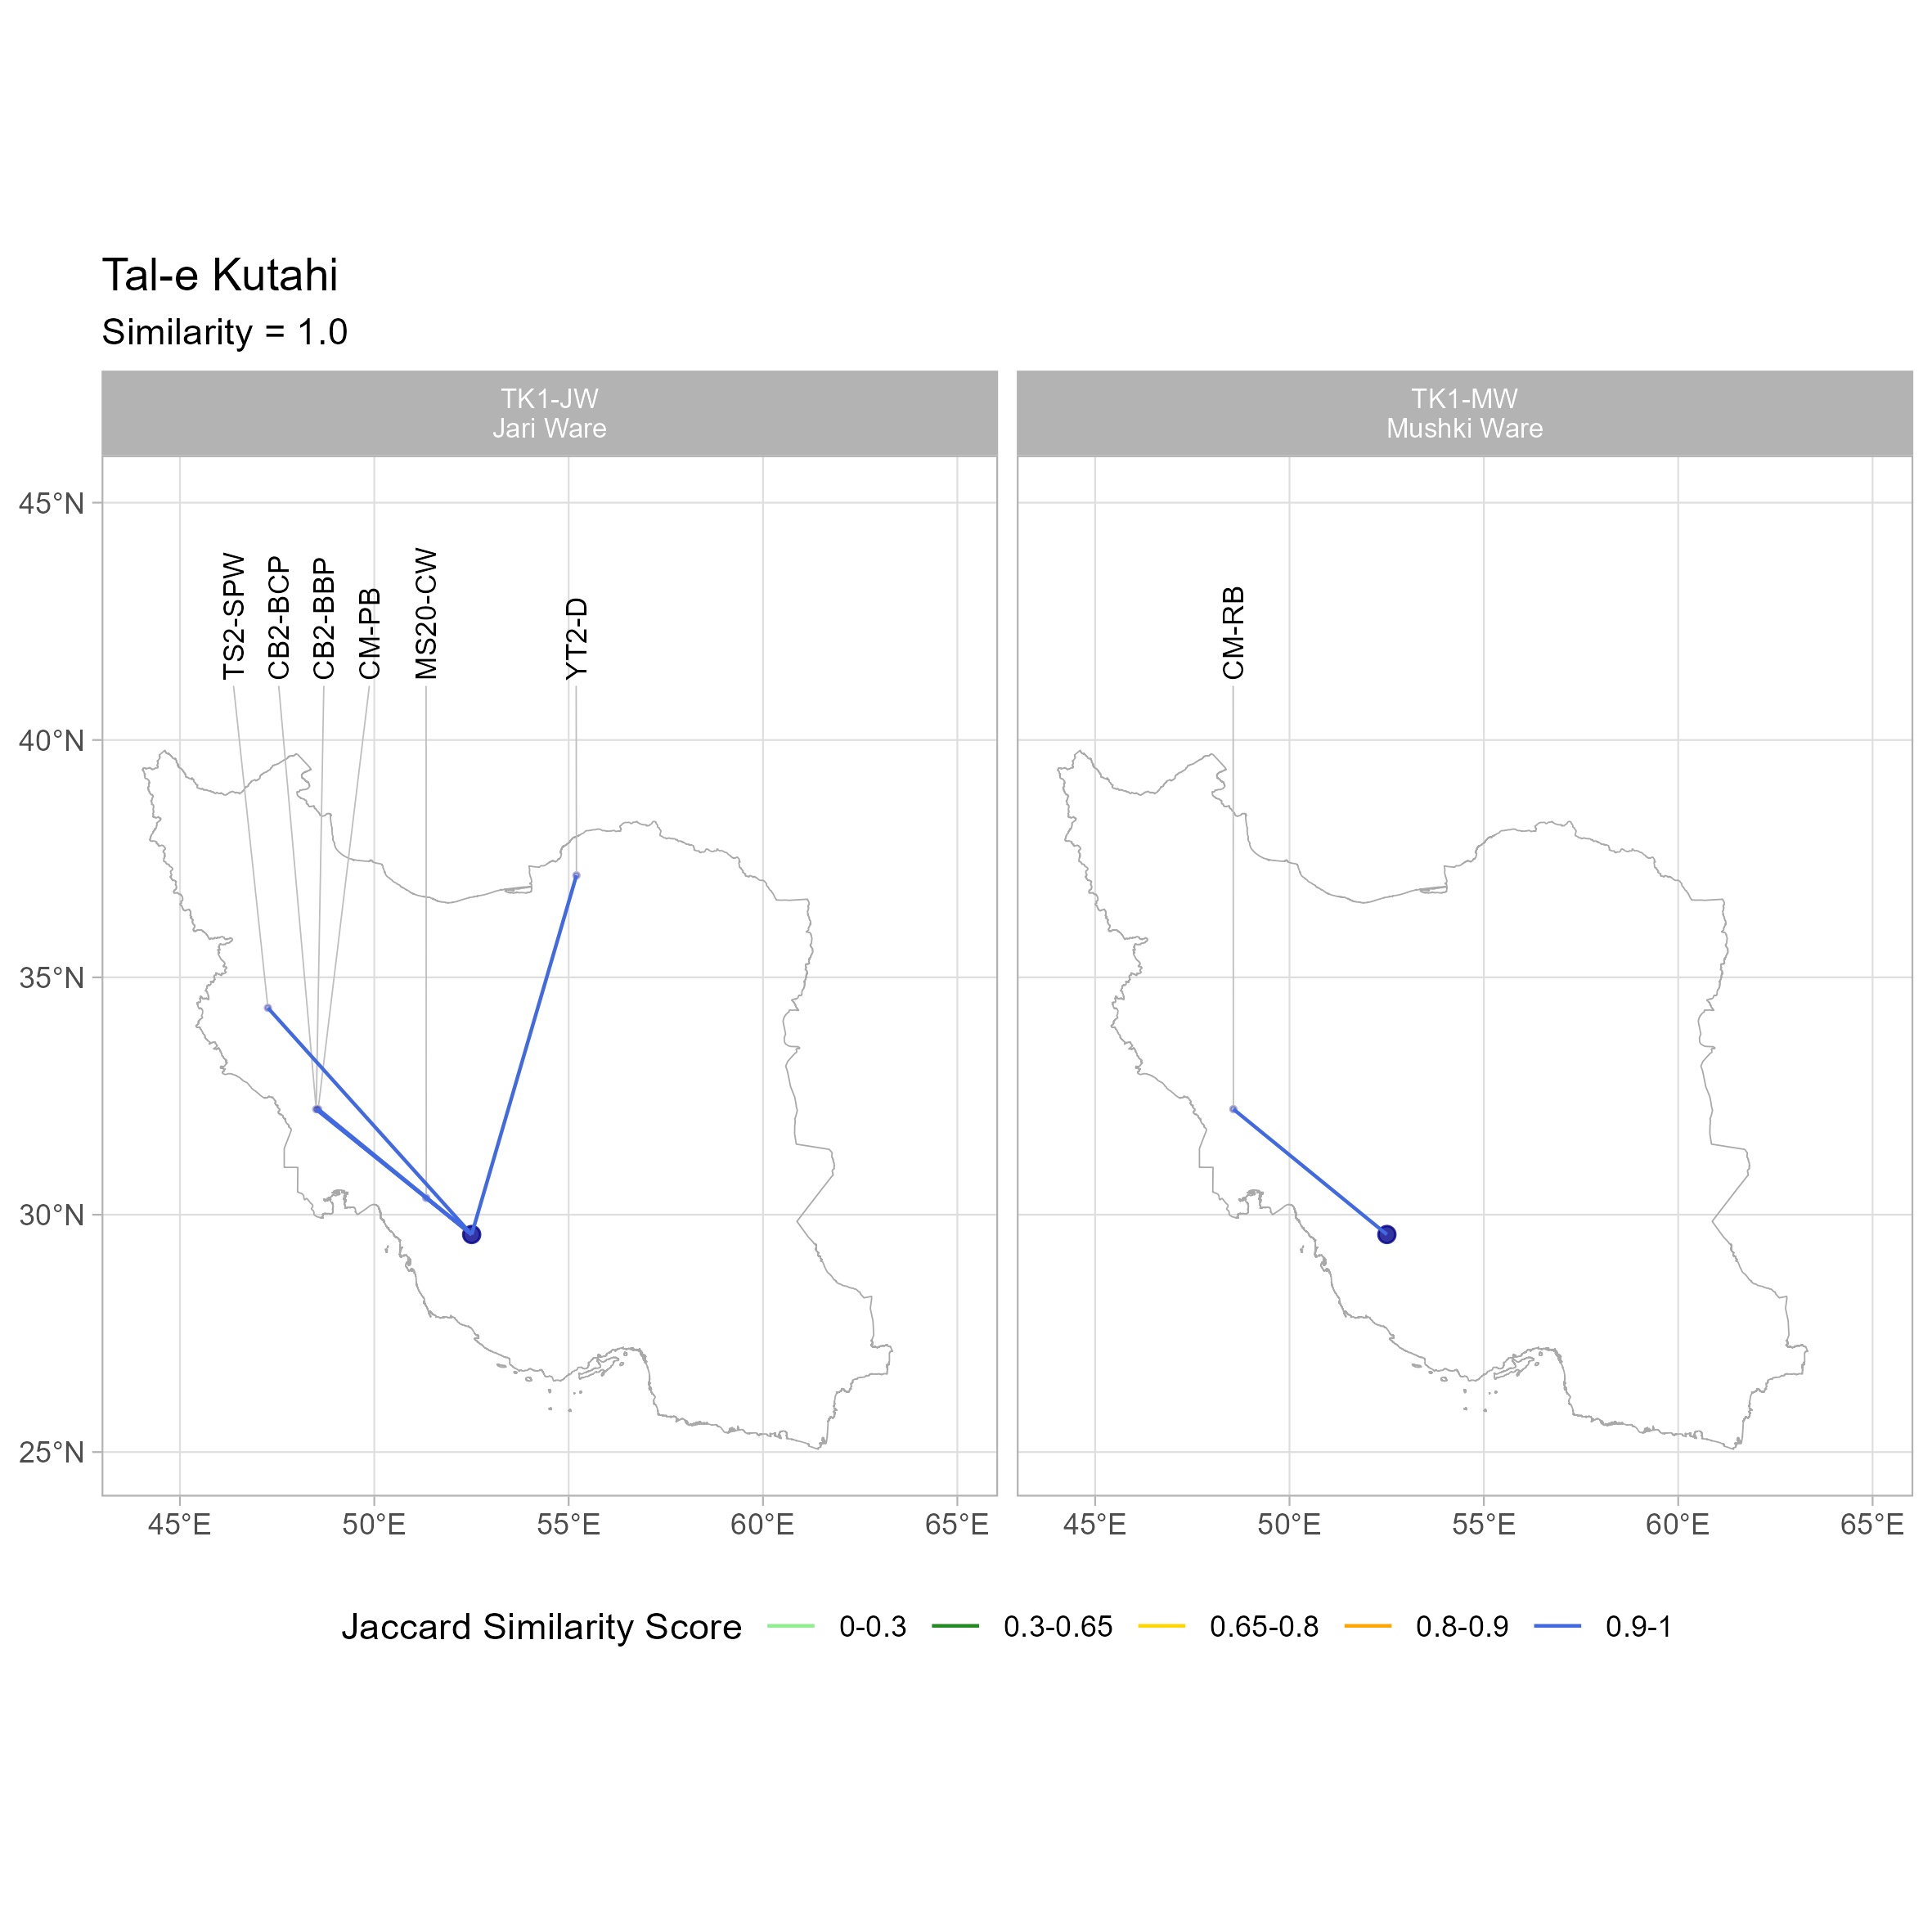 Tal-e Kutahi
Similarity = 1.0
TK1-JW
Jari Ware
TK1-MW
Mushki Ware
45°N
40°N
35°N
30°N
25°N
TS2-SPW
CB2-BCP
CB2-BBP
CM-PB
MS20-CW
YT2-D
CM-RB
45°E 50°E 55°E 60°E 65°E
45°E 50°E 55°E 60°E 65°E
Jaccard Similarity Score 0-0.3 0.3-0.65 0.65-0.8 0.8-0.9 0.9-1